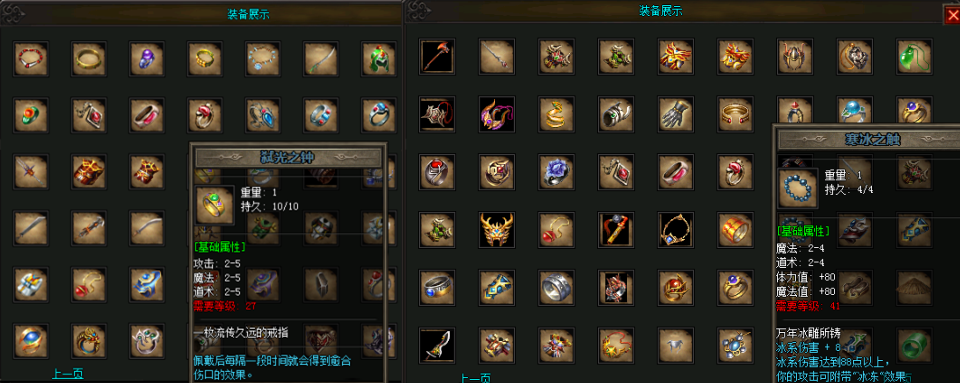 装备展示
弑光之钟
重量: 1
持久: 10/10
[基础属性]
攻击: 2-5
魔法: 2-5
道术: 2-5
需要等级: 27
一枚流传久远的戒指
佩戴后每隔一段时间就会得到愈合
伤口的效果。
上一页
装备展示
寒冰之触
重量: 1
持久: 4/4
[基础属性]
魔法: 2-4
道术: 2-4
体力值: +80
魔法值: +80
需要等级: 41
万年冰雕所铸
冰系伤害 + 8
冰系伤害达到88点以上,
你的攻击可附带"冰冻"效果
上一页